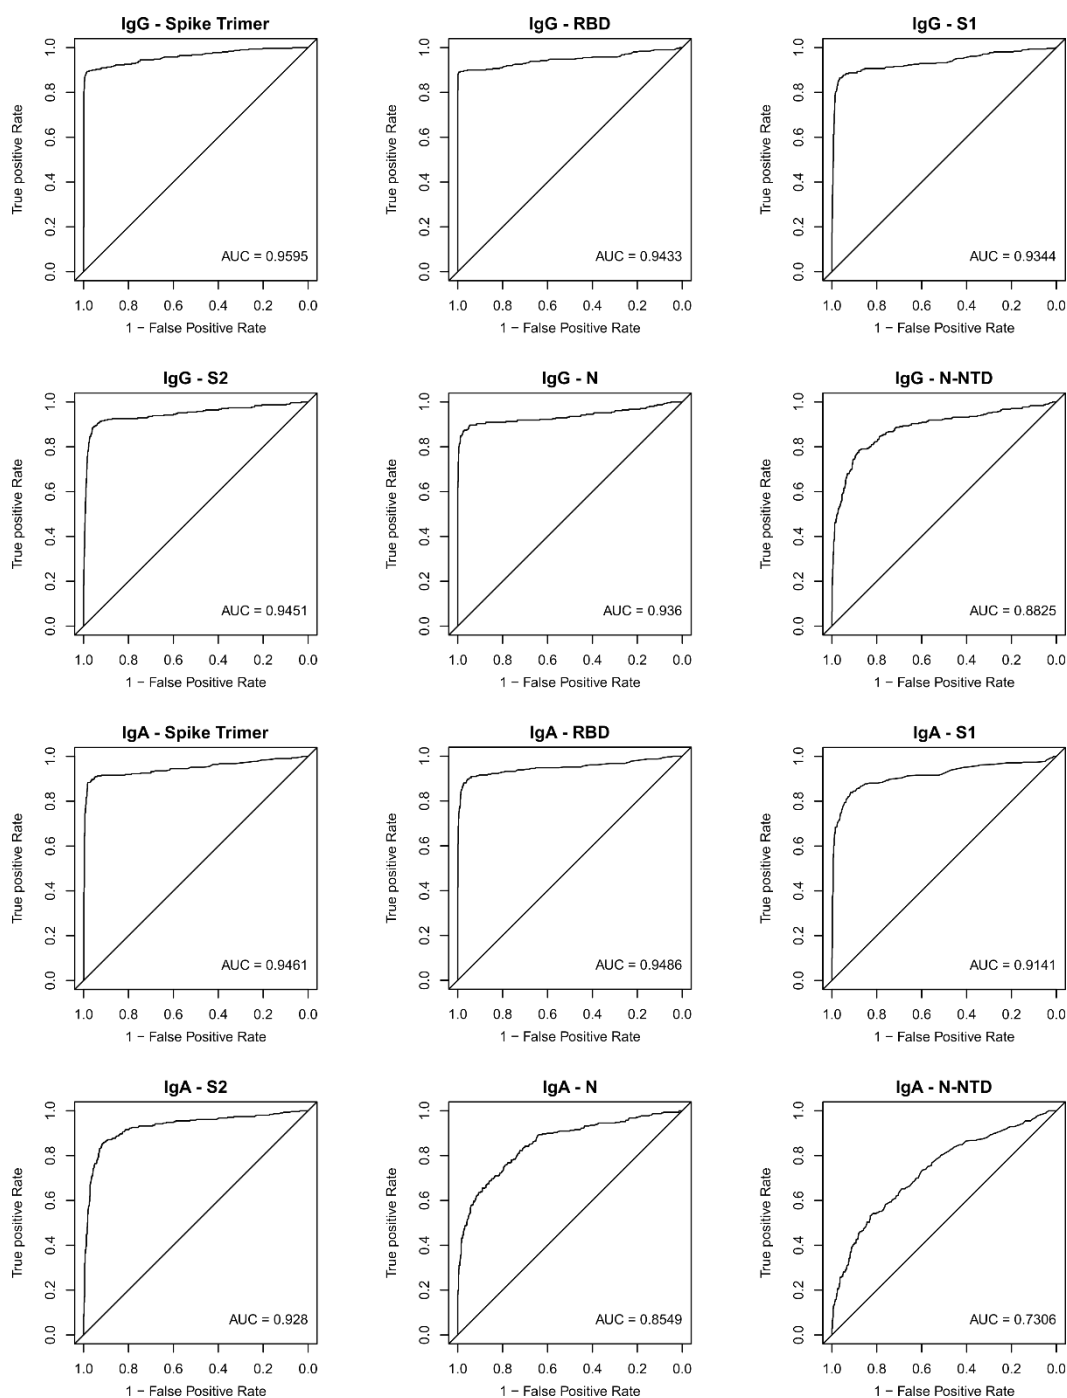 IgG - Spike Trimer
IgG - RBD
IgG - S1
True positive Rate
0.0 0.2 0.4 0.6 0.8 1.0
AUC = 0.9595
1.0 0.8 0.6 0.4 0.2 0.0
1 − False Positive Rate
True positive Rate
0.0 0.2 0.4 0.6 0.8 1.0
AUC = 0.9433
1.0 0.8 0.6 0.4 0.2 0.0
1 − False Positive Rate
True positive Rate
0.0 0.2 0.4 0.6 0.8 1.0
AUC = 0.9344
1.0 0.8 0.6 0.4 0.2 0.0
1 − False Positive Rate
IgG - S2
IgG - N
IgG - N-NTD
True positive Rate
0.0 0.2 0.4 0.6 0.8 1.0
AUC = 0.9451
1.0 0.8 0.6 0.4 0.2 0.0
1 − False Positive Rate
True positive Rate
0.0 0.2 0.4 0.6 0.8 1.0
AUC = 0.936
1.0 0.8 0.6 0.4 0.2 0.0
1 − False Positive Rate
True positive Rate
0.0 0.2 0.4 0.6 0.8 1.0
AUC = 0.8825
1.0 0.8 0.6 0.4 0.2 0.0
1 − False Positive Rate
IgA - Spike Trimer
IgA - RBD
IgA - S1
True positive Rate
0.0 0.2 0.4 0.6 0.8 1.0
AUC = 0.9461
1.0 0.8 0.6 0.4 0.2 0.0
1 − False Positive Rate
True positive Rate
0.0 0.2 0.4 0.6 0.8 1.0
AUC = 0.9486
1.0 0.8 0.6 0.4 0.2 0.0
1 − False Positive Rate
True positive Rate
0.0 0.2 0.4 0.6 0.8 1.0
AUC = 0.9141
1.0 0.8 0.6 0.4 0.2 0.0
1 − False Positive Rate
IgA - S2
IgA - N
IgA - N-NTD
True positive Rate
0.0 0.2 0.4 0.6 0.8 1.0
AUC = 0.928
1.0 0.8 0.6 0.4 0.2 0.0
1 − False Positive Rate
True positive Rate
0.0 0.2 0.4 0.6 0.8 1.0
AUC = 0.8549
1.0 0.8 0.6 0.4 0.2 0.0
1 − False Positive Rate
True positive Rate
0.0 0.2 0.4 0.6 0.8 1.0
AUC = 0.7306
1.0 0.8 0.6 0.4 0.2 0.0
1 − False Positive Rate